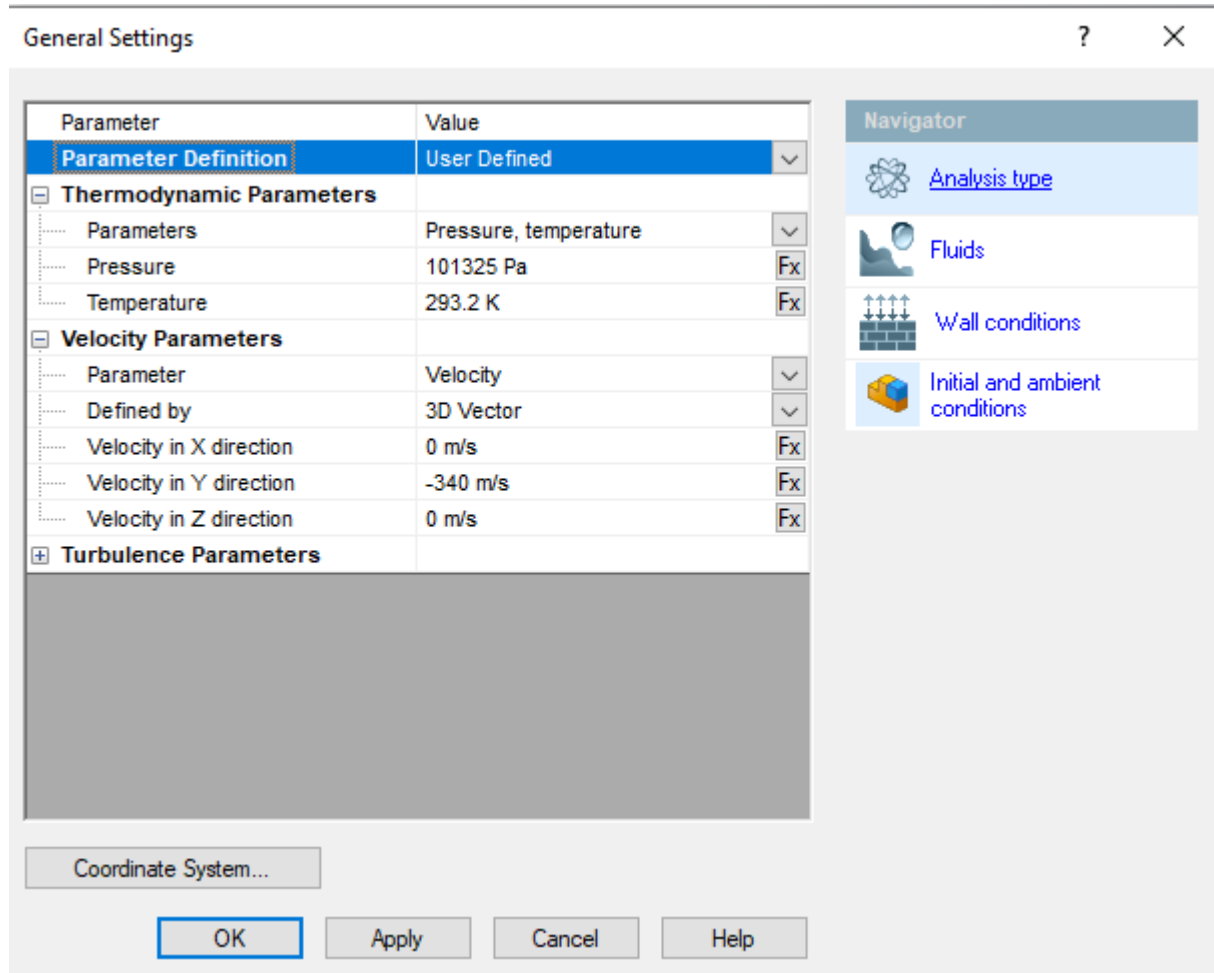 General Settings
?
Parameter Value
Parameter Definition User Defined
Thermodynamic Parameters
Parameters Pressure, temperature
Pressure 101325 Pa Fx
Temperature 293.2 K Fx
Velocity Parameters
Parameter Velocity
Defined by 3D Vector
Velocity in X direction 0 m/s Fx
Velocity in Y direction -340 m/s Fx
Velocity in Z direction 0 m/s Fx
Turbulence Parameters
Navigator
Analysis type
Fluids
Wall conditions
Initial and ambient
conditions
Coordinate System...
OK Apply Cancel Help